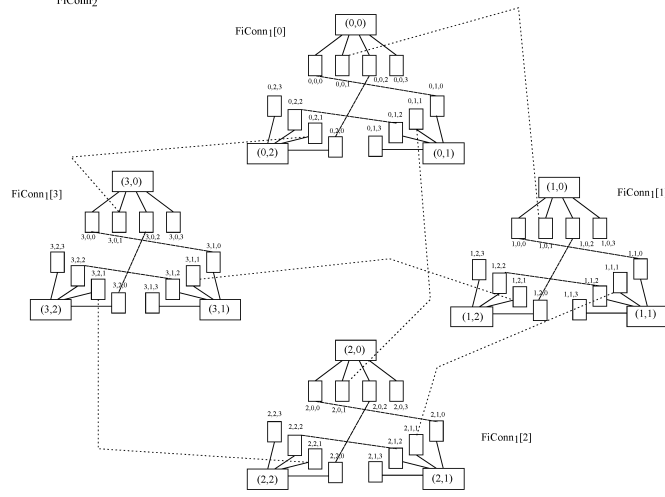 FiConn2
FiConn1[0]
(0,0)
0,0,0 0,0,1 0,0,2 0,0,3
0,2,3 0,1,0
0,2,2 0,1,1
0,2,1 0,1,2
0,2,0 0,1,3
(0,2) (0,1)
FiConn1[3]
(3,0)
3,0,0 3,0,1 3,0,2 3,0,3
3,2,3 3,1,0
3,2,2 3,1,1
3,2,1 3,1,2
3,2,0 3,1,3
(3,2) (3,1)
FiConn1[1
(1,0)
1,0,0 1,0,1 1,0,2 1,0,3
1,2,3 1,1,0
1,2,2 1,1,1
1,2,1 1,1,2
1,2,0 1,1,3
(1,2) (1,1)
(2,0)
2,0,0 2,0,1 2,0,2 2,0,3
2,2,3 2,1,0
2,2,2 2,1,1
2,2,1 2,1,2
2,2,0 2,1,3
(2,2) (2,1)
FiConn1[2]